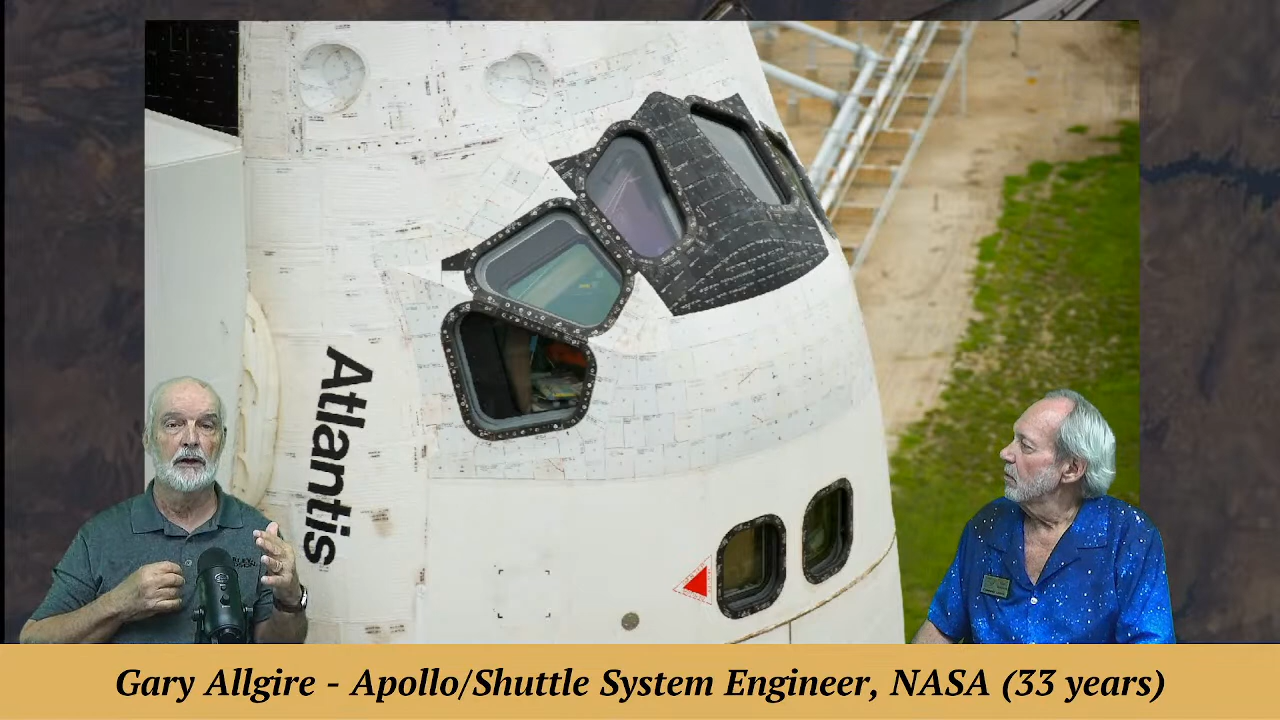 Atlantis
Gary Allgire - Apollo/Shuttle System Engineer, NASA (33 years)